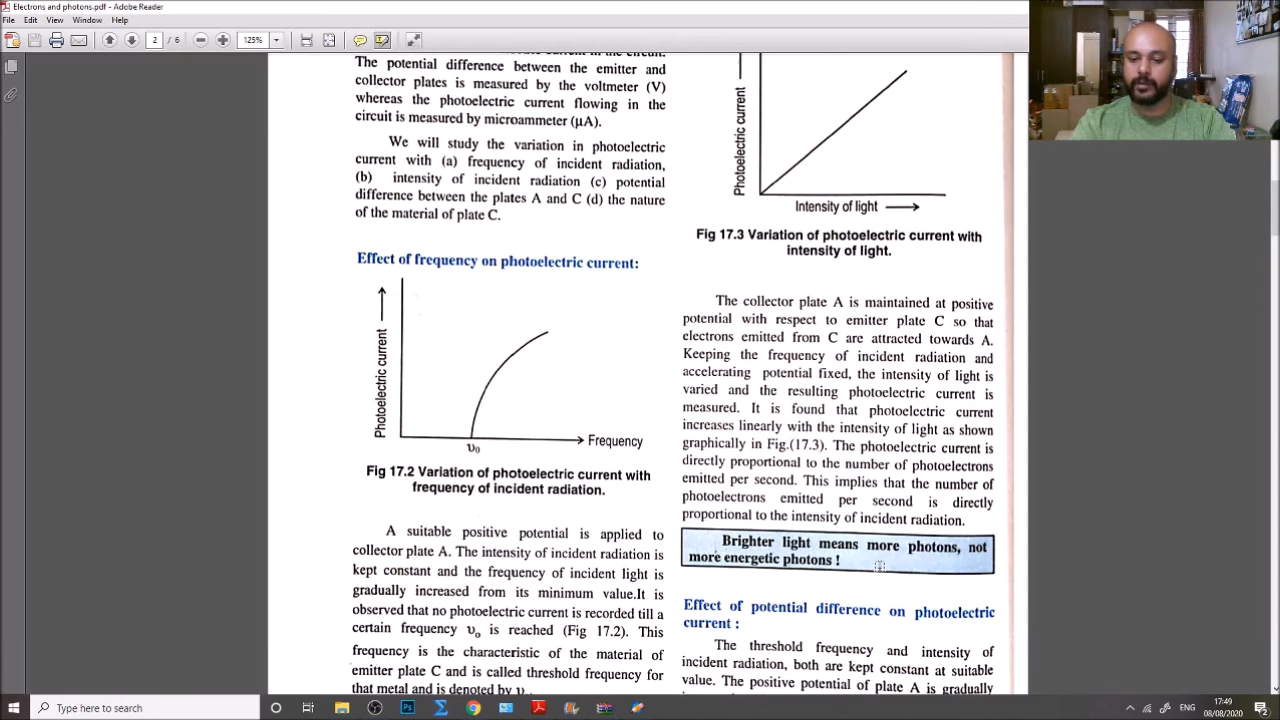 Electrons and photons.pdf - Adobe Reader
File Edit View Window Help
2 / 6 125%
The potential difference between the emitter and
collector plates is measured by the voltmeter (V)
whereas the photoelectric current flowing in the
circuit is measured by microammeter (µA).
We will study the variation in photoelectric
current with (a) frequency of incident radiation,
(b) intensity of incident radiation (c) potential
difference between the plates A and C (d) the nature
of the material of plate C.
Effect of frequency on photoelectric current:
Photoelectric current
Frequency
υ₀
Fig 17.2 Variation of photoelectric current with
frequency of incident radiation.
A suitable positive potential is applied to
collector plate A. The intensity of incident radiation is
kept constant and the frequency of incident light is
gradually increased from its minimum value.It is
observed that no photoelectric current is recorded till a
certain frequency υₒ is reached (Fig 17.2). This
frequency is the characteristic of the material of
emitter plate C and is called threshold frequency for
that metal and is denoted by υ
Photoelectric current
Intensity of light
Fig 17.3 Variation of photoelectric current with
intensity of light.
The collector plate A is maintained at positive
potential with respect to emitter plate C so that
electrons emitted from C are attracted towards A.
Keeping the frequency of incident radiation and
accelerating potential fixed, the intensity of light is
varied and the resulting photoelectric current is
measured. It is found that photoelectric current
increases linearly with the intensity of light as shown
graphically in Fig.(17.3). The photoelectric current is
directly proportional to the number of photoelectrons
emitted per second. This implies that the number of
photoelectrons emitted per second is directly
proportional to the intensity of incident radiation.
Brighter light means more photons, not
more energetic photons !
Effect of potential difference on photoelectric
current :
The threshold frequency and intensity of
incident radiation, both are kept constant at suitable
value. The positive potential of plate A is gradually
Type here to search
17:49
08/08/2020
2